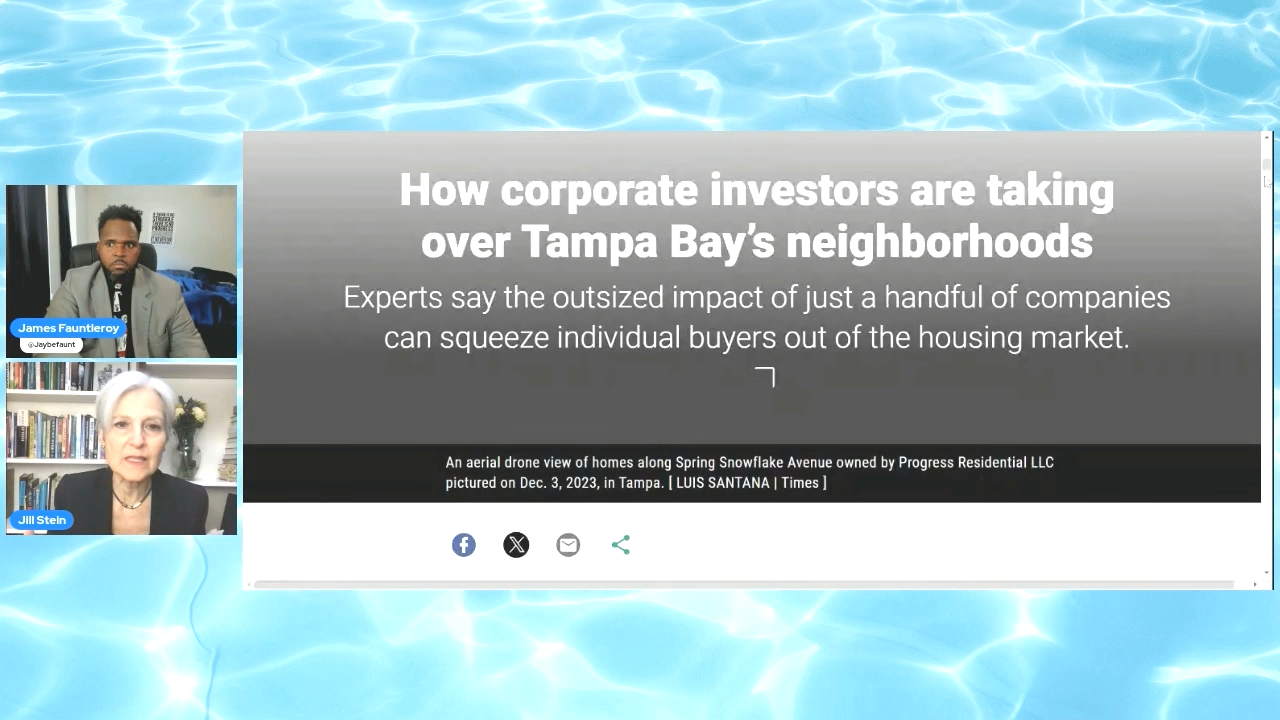 How corporate investors are taking
over Tampa Bay’s neighborhoods
Experts say the outsized impact of just a handful of companies
can squeeze individual buyers out of the housing market.
An aerial drone view of homes along Spring Snowflake Avenue owned by Progress Residential LLC
pictured on Dec. 3, 2023, in Tampa. [ LUIS SANTANA | Times ]
James Fauntleroy
@Jaybefaunt
Jill Stein